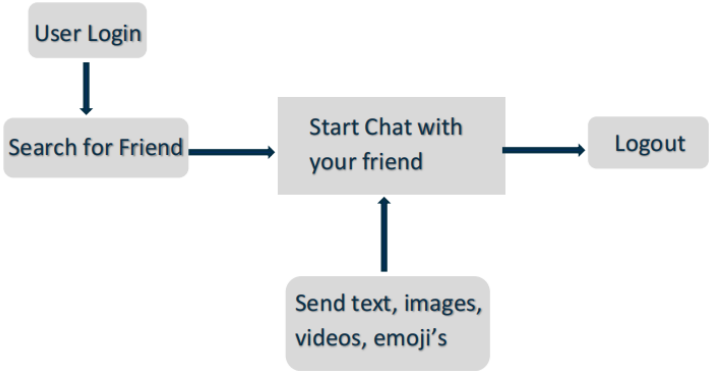 User Login
Search for Friend
Start Chat with
your friend
Logout
Send text, images,
videos, emoji's